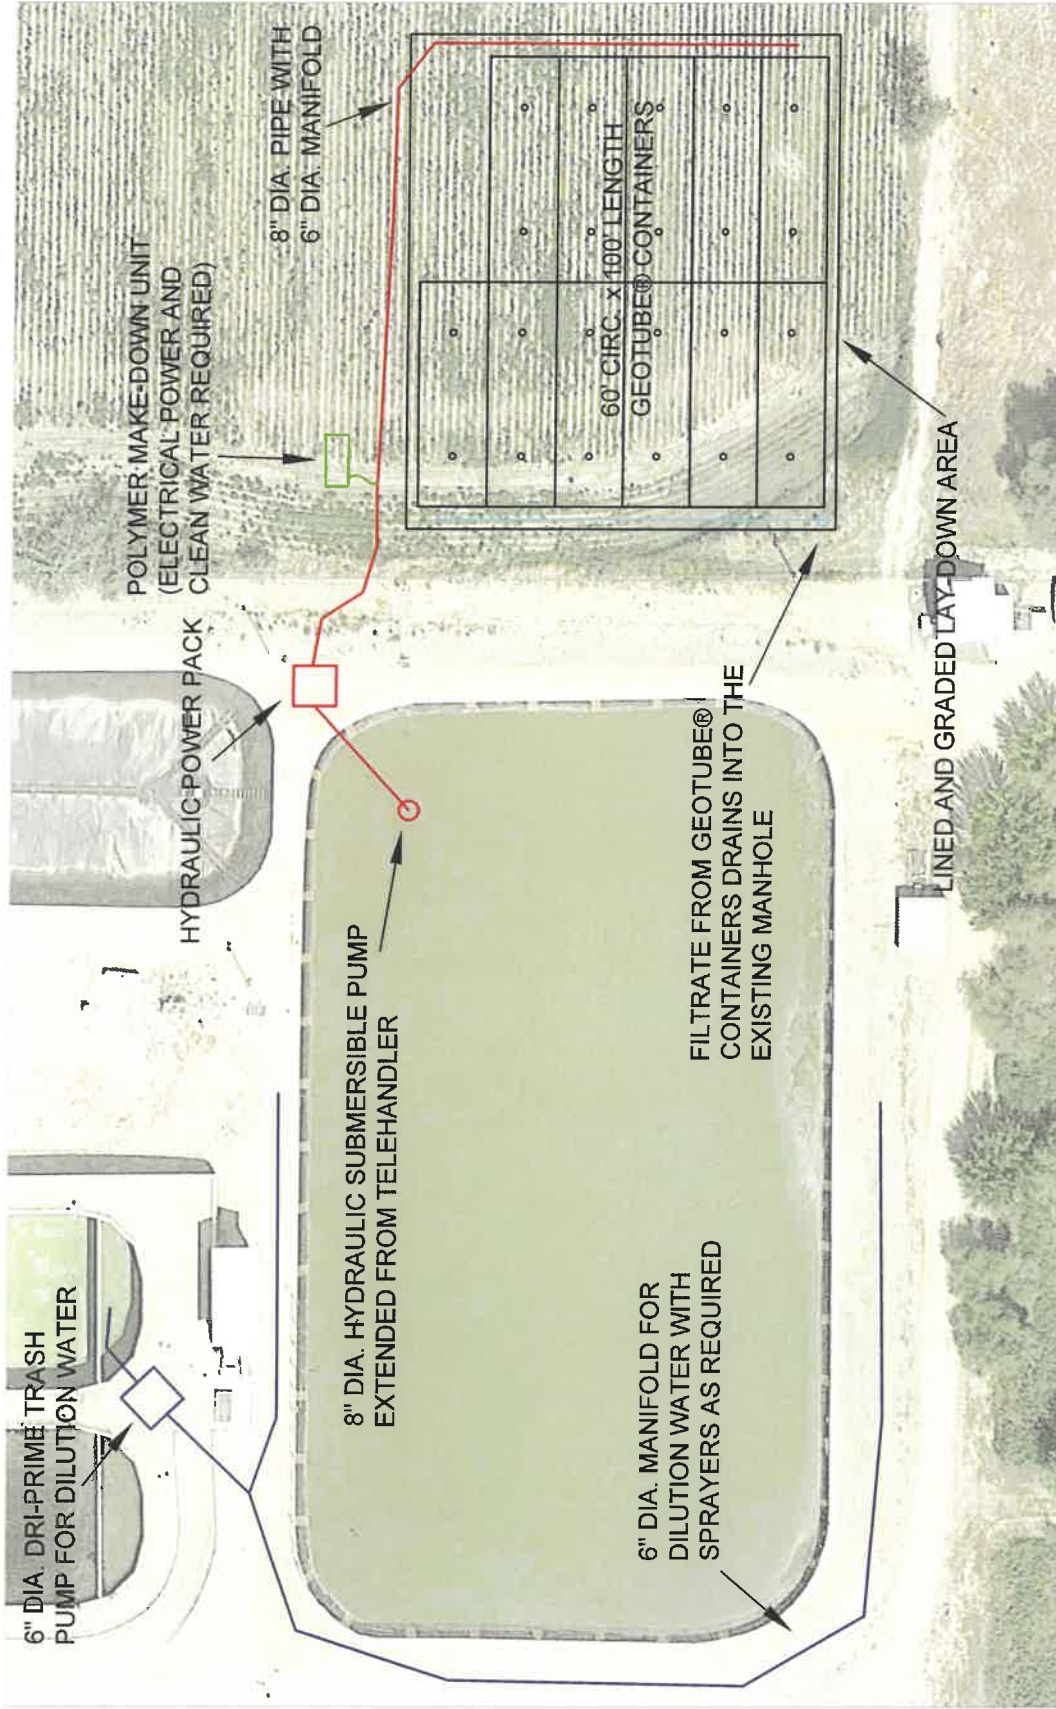 6" DIA. DRI-PRIME TRASH
PUMP FOR DILUTION WATER
HYDRAULIC POWER PACK
POLYMER MAKE-DOWN UNIT
(ELECTRICAL POWER AND
CLEAN WATER REQUIRED)
8" DIA. PIPE WITH
6" DIA. MANIFOLD
8" DIA. HYDRAULIC SUBMERSIBLE PUMP
EXTENDED FROM TELEHANDLER
60' CIRC. x 100' LENGTH
GEOTUBE® CONTAINERS
6" DIA. MANIFOLD FOR
DILUTION WATER WITH
SPRAYERS AS REQUIRED
FILTRATE FROM GEOTUBE®
CONTAINERS DRAINS INTO THE
EXISTING MANHOLE
LINED AND GRADED LAY-DOWN AREA